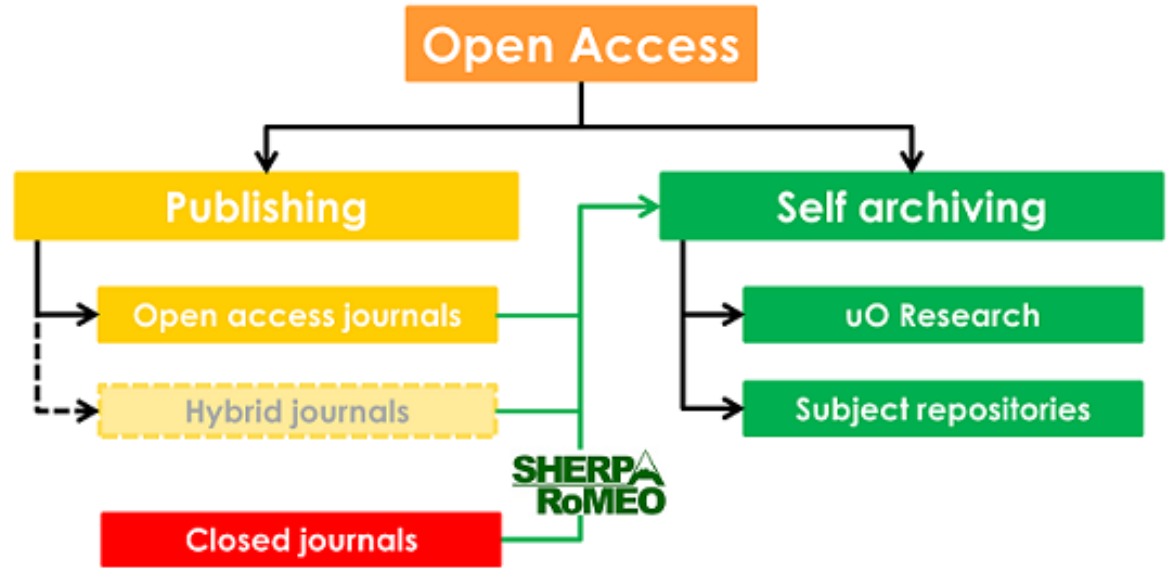 Open Access
Publishing
Self archiving
Open access journals
uO Research
Hybrid journals
Subject repositories
SHERPA
RoMEO
Closed journals